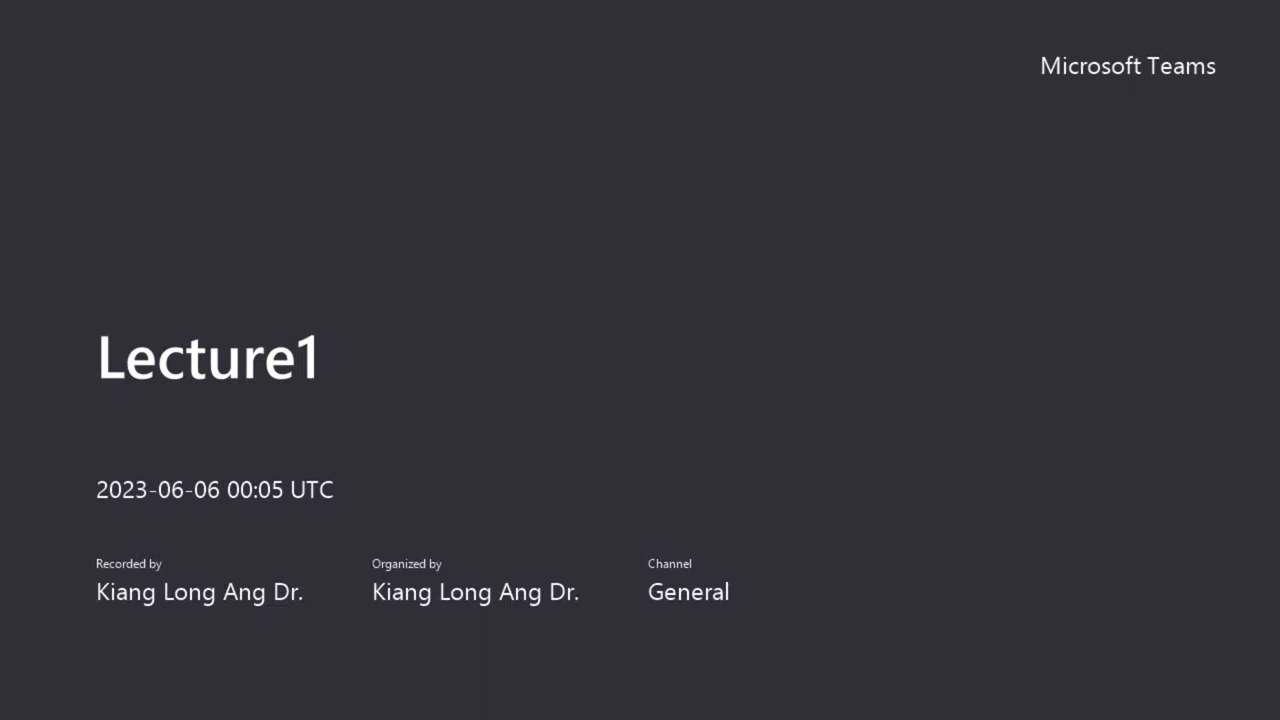 Microsoft Teams
Lecture1
2023-06-06 00:05 UTC
Recorded by
Kiang Long Ang Dr.
Organized by
Kiang Long Ang Dr.
Channel
General